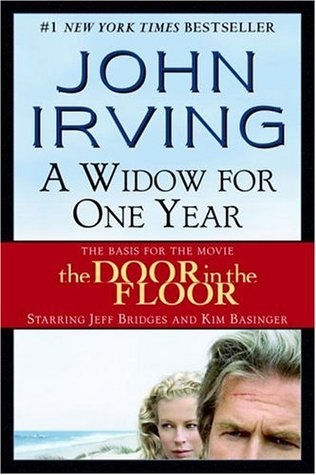 #1 NEW YORK TIMES BESTSELLER
JOHN
IRVING
A WIDOW FOR
ONE YEAR
THE BASIS FOR THE MOVIE
the DOOR in the
FLOOR
STARRING JEFF BRIDGES AND KIM BASINGER